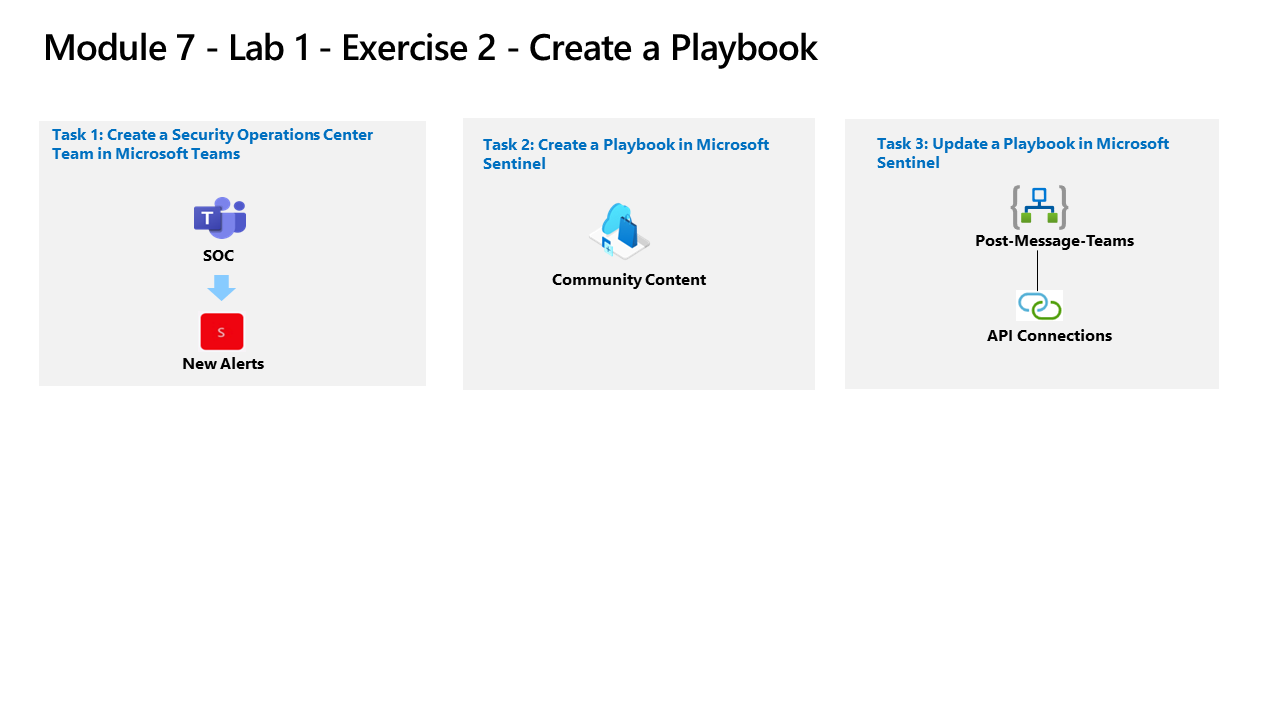 Module 7 - Lab 1 - Exercise 2 - Create a Playbook
Task 1: Create a Security Operations Center
Team in Microsoft Teams
T
SOC
S
New Alerts
Task 2: Create a Playbook in Microsoft
Sentinel
Community Content
Task 3: Update a Playbook in Microsoft
Sentinel
Post-Message-Teams
API Connections